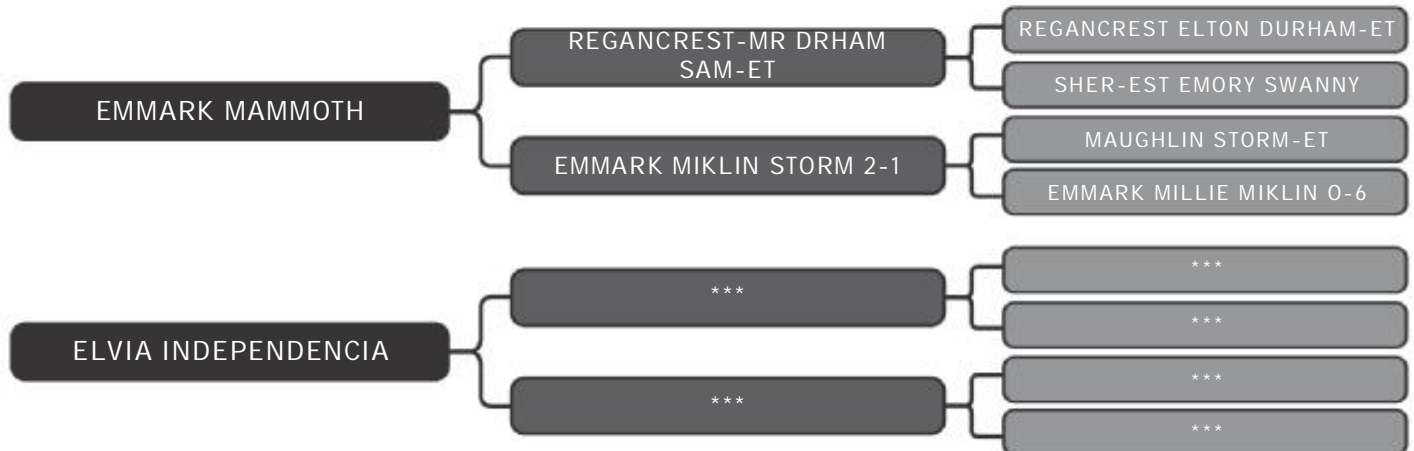 REGANCREST ELTON DURHAM-ET
REGANCREST-MR DRHAM
SAM-ET
SHER-EST EMORY SWANNY
EMMARK MAMMOTH
MAUGHLIN STORM-ET
EMMARK MIKLIN STORM 2-1
EMMARK MILLIE MIKLIN O-6
***
***
***
ELVIA INDEPENDENCIA
***
***
***